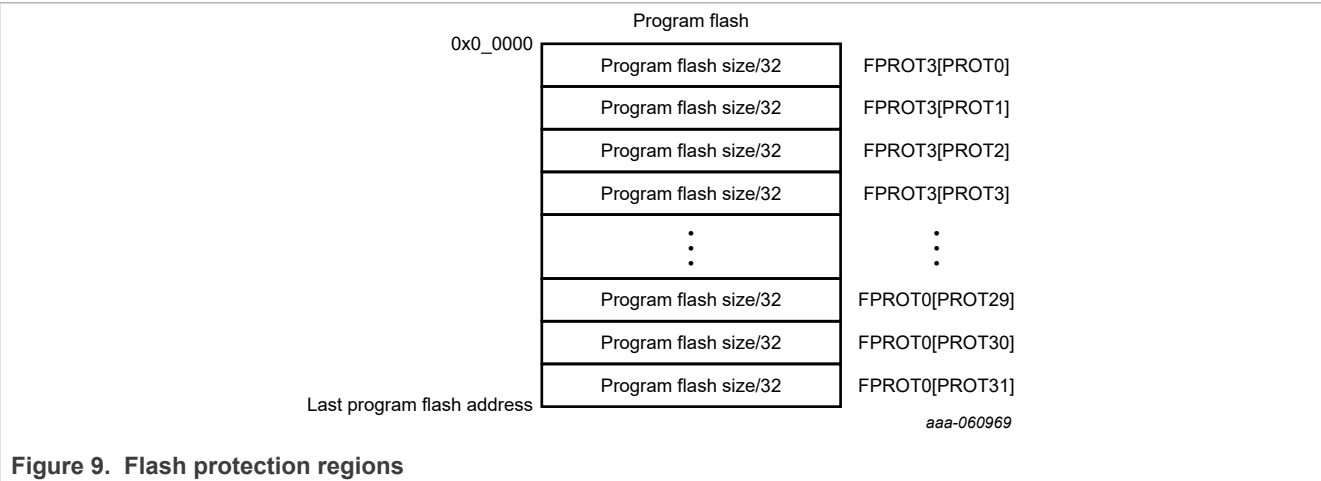 Program flash
0x0_0000
Program flash size/32 FPROT3[PROT0]
Program flash size/32 FPROT3[PROT1]
Program flash size/32 FPROT3[PROT2]
Program flash size/32 FPROT3[PROT3]
Program flash size/32 FPROT0[PROT29]
Program flash size/32 FPROT0[PROT30]
Program flash size/32 FPROT0[PROT31]
Last program flash address
aaa-060969
Figure 9. Flash protection regions